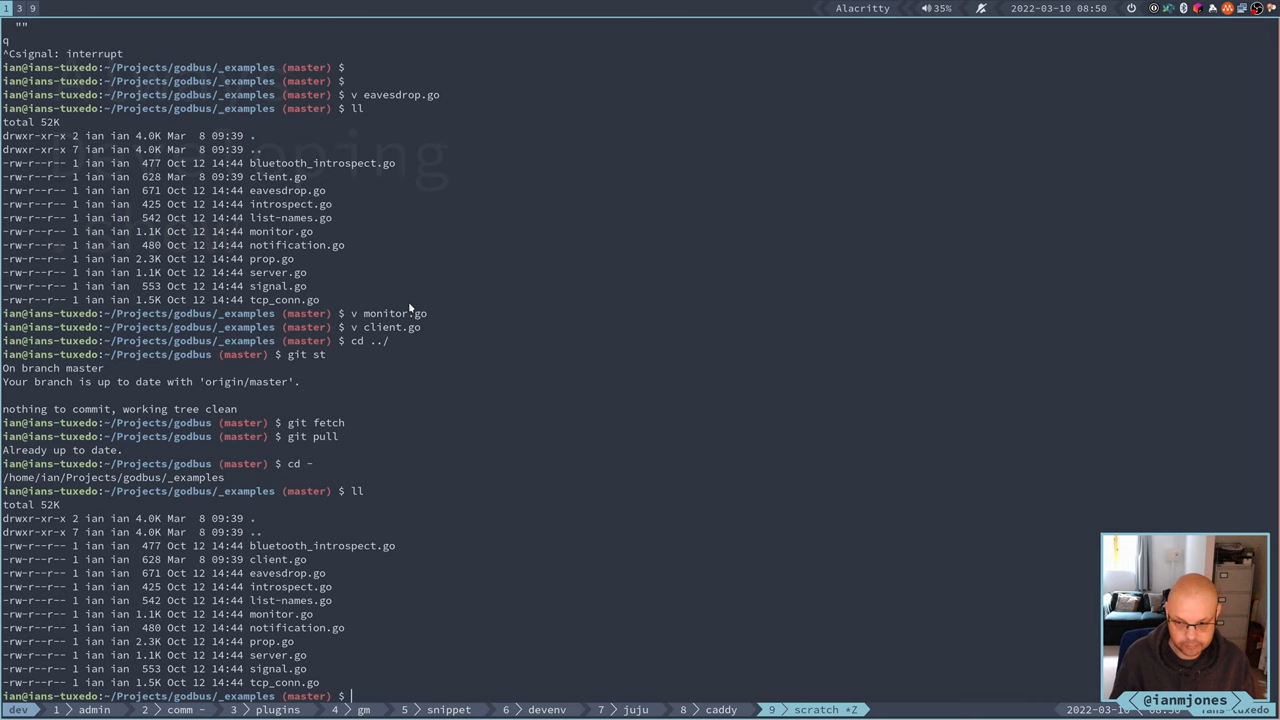 1 3 9 Alacritty 35% 2022-03-10 08:50
""
q
^Csignal: interrupt
ian@ians-tuxedo:~/Projects/godbus/_examples (master) $
ian@ians-tuxedo:~/Projects/godbus/_examples (master) $
ian@ians-tuxedo:~/Projects/godbus/_examples (master) $ v eavesdrop.go
ian@ians-tuxedo:~/Projects/godbus/_examples (master) $ ll
total 52K
drwxr-xr-x 2 ian ian 4.0K Mar  8 09:39 .
drwxr-xr-x 7 ian ian 4.0K Mar  8 09:39 ..
-rw-r--r-- 1 ian ian  477 Oct 12 14:44 bluetooth_introspect.go
-rw-r--r-- 1 ian ian  628 Mar  8 09:39 client.go
-rw-r--r-- 1 ian ian  671 Oct 12 14:44 eavesdrop.go
-rw-r--r-- 1 ian ian  425 Oct 12 14:44 introspect.go
-rw-r--r-- 1 ian ian  542 Oct 12 14:44 list-names.go
-rw-r--r-- 1 ian ian 1.1K Oct 12 14:44 monitor.go
-rw-r--r-- 1 ian ian  480 Oct 12 14:44 notification.go
-rw-r--r-- 1 ian ian 2.3K Oct 12 14:44 prop.go
-rw-r--r-- 1 ian ian 1.1K Oct 12 14:44 server.go
-rw-r--r-- 1 ian ian  553 Oct 12 14:44 signal.go
-rw-r--r-- 1 ian ian 1.5K Oct 12 14:44 tcp_conn.go
ian@ians-tuxedo:~/Projects/godbus/_examples (master) $ v monitor.go
ian@ians-tuxedo:~/Projects/godbus/_examples (master) $ v client.go
ian@ians-tuxedo:~/Projects/godbus/_examples (master) $ cd ../
ian@ians-tuxedo:~/Projects/godbus (master) $ git st
On branch master
Your branch is up to date with 'origin/master'.
nothing to commit, working tree clean
ian@ians-tuxedo:~/Projects/godbus (master) $ git fetch
ian@ians-tuxedo:~/Projects/godbus (master) $ git pull
Already up to date.
ian@ians-tuxedo:~/Projects/godbus (master) $ cd -
/home/ian/Projects/godbus/_examples
ian@ians-tuxedo:~/Projects/godbus/_examples (master) $ ll
total 52K
drwxr-xr-x 2 ian ian 4.0K Mar  8 09:39 .
drwxr-xr-x 7 ian ian 4.0K Mar  8 09:39 ..
-rw-r--r-- 1 ian ian  477 Oct 12 14:44 bluetooth_introspect.go
-rw-r--r-- 1 ian ian  628 Mar  8 09:39 client.go
-rw-r--r-- 1 ian ian  671 Oct 12 14:44 eavesdrop.go
-rw-r--r-- 1 ian ian  425 Oct 12 14:44 introspect.go
-rw-r--r-- 1 ian ian  542 Oct 12 14:44 list-names.go
-rw-r--r-- 1 ian ian 1.1K Oct 12 14:44 monitor.go
-rw-r--r-- 1 ian ian  480 Oct 12 14:44 notification.go
-rw-r--r-- 1 ian ian 2.3K Oct 12 14:44 prop.go
-rw-r--r-- 1 ian ian 1.1K Oct 12 14:44 server.go
-rw-r--r-- 1 ian ian  553 Oct 12 14:44 signal.go
-rw-r--r-- 1 ian ian 1.5K Oct 12 14:44 tcp_conn.go
ian@ians-tuxedo:~/Projects/godbus/_examples (master) $
@ianmjones
dev 1 admin 2 comm - 3 plugins 4 gm 5 snippet 6 devenv 7 juju 8 caddy 9 scratch *Z